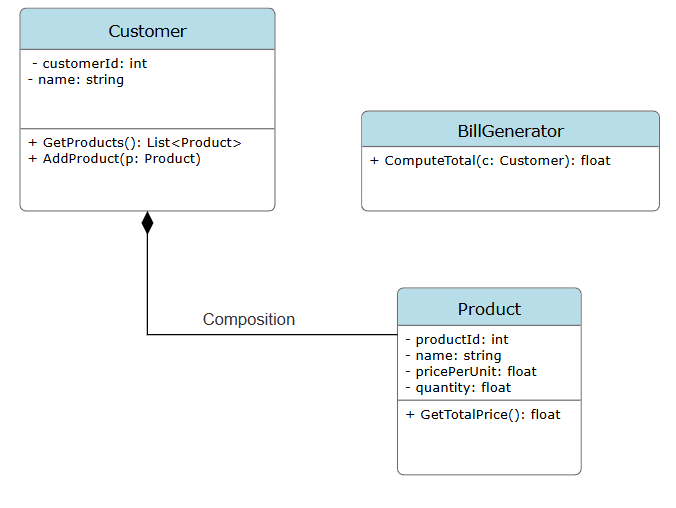 Customer
- customerId: int
- name: string
+ GetProducts(): List<Product>
+ AddProduct(p: Product)
BillGenerator
+ ComputeTotal(c: Customer): float
Composition
Product
- productId: int
- name: string
- pricePerUnit: float
- quantity: float
+ GetTotalPrice(): float